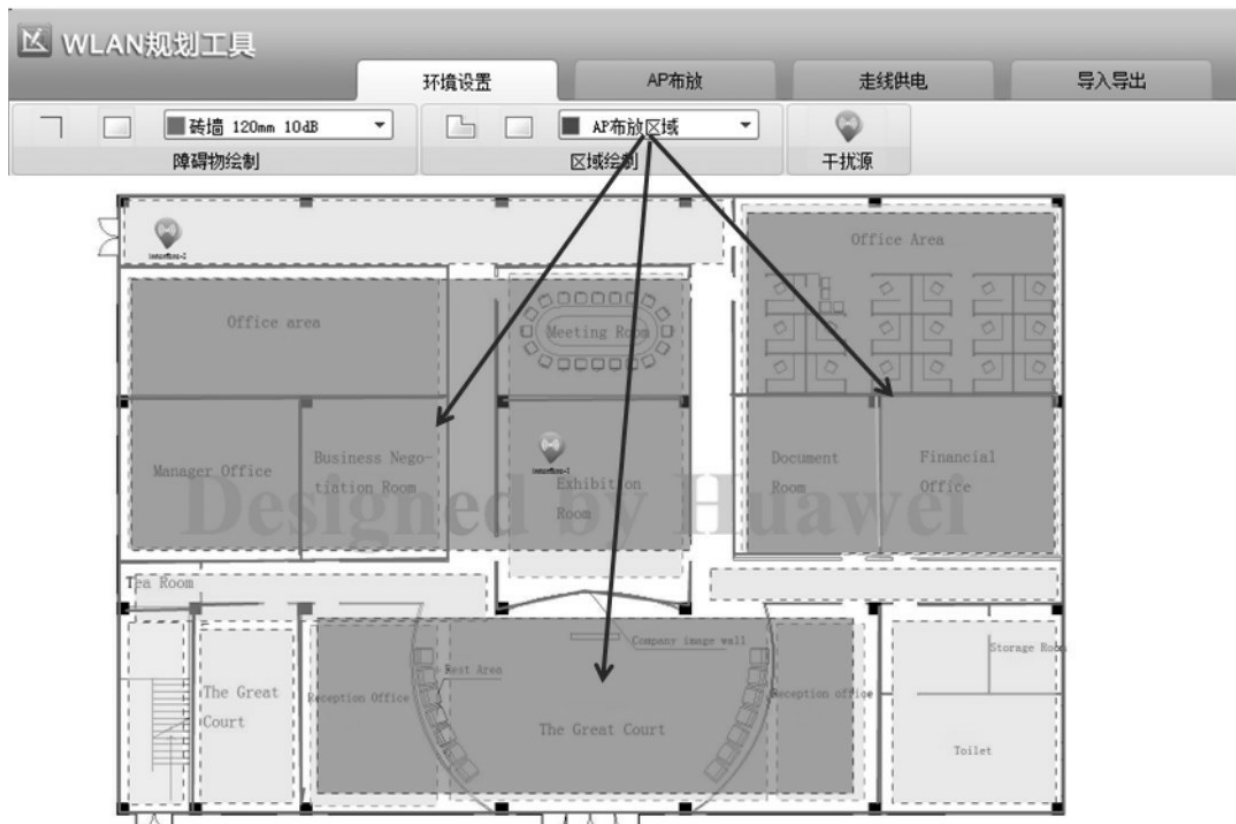 WLAN规划工具
环境设置
AP布放
走线供电
导入导出
砖墙 120mm 10dB
AP布放区域
障碍物绘制
区域绘制
干扰源
Office Area
Office area
Meeting Room
Manager Office
Business Nego-
tiation Room
Exhibition
Room
Document
Room
Financial
Office
Designed by Huawei
Tea Room
Company image wall
Storage Room
Rest Area
The Great
Court
Reception Office
Reception office
The Great Court
Toilet